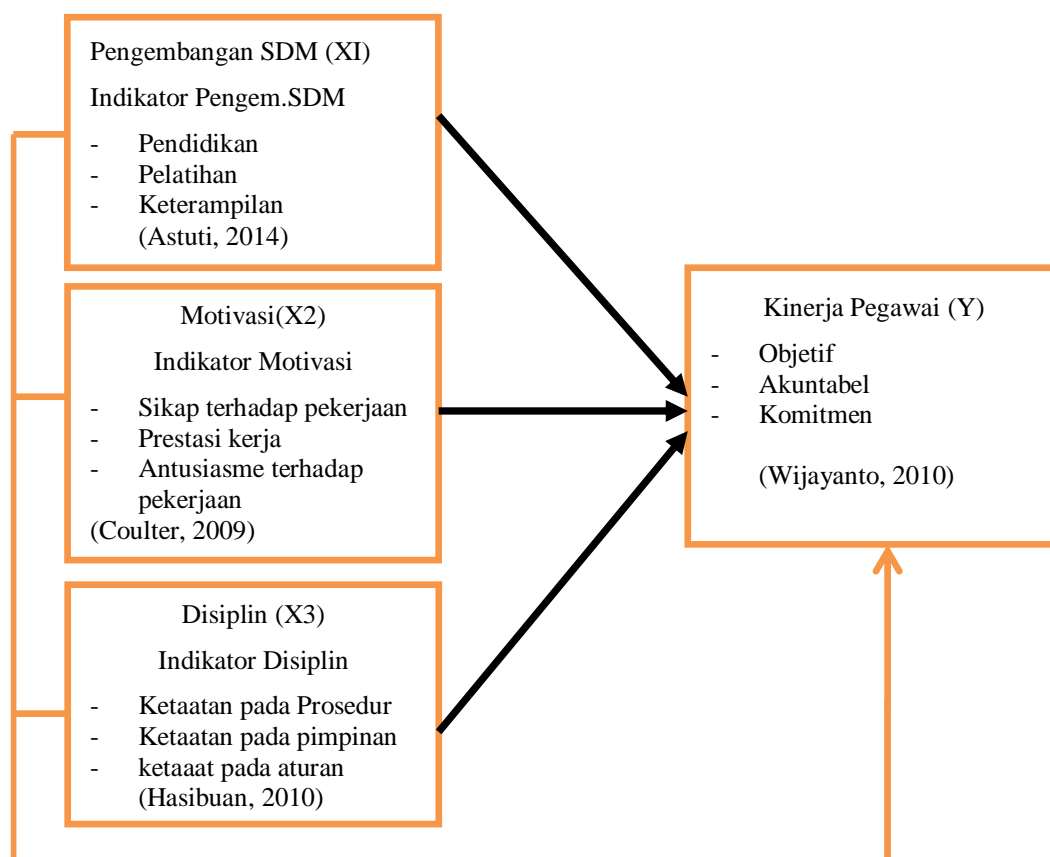 Pengembangan SDM (XI)
Indikator Pengem.SDM
- Pendidikan
- Pelatihan
- Keterampilan
(Astuti, 2014)
Motivasi(X2)
Indikator Motivasi
- Sikap terhadap pekerjaan
- Prestasi kerja
- Antusiasme terhadap
pekerjaan
(Coulter, 2009)
Disiplin (X3)
Indikator Disiplin
- Ketaatan pada Prosedur
- Ketaatan pada pimpinan
- ketaaat pada aturan
(Hasibuan, 2010)
Kinerja Pegawai (Y)
- Objetif
- Akuntabel
- Komitmen
(Wijayanto, 2010)